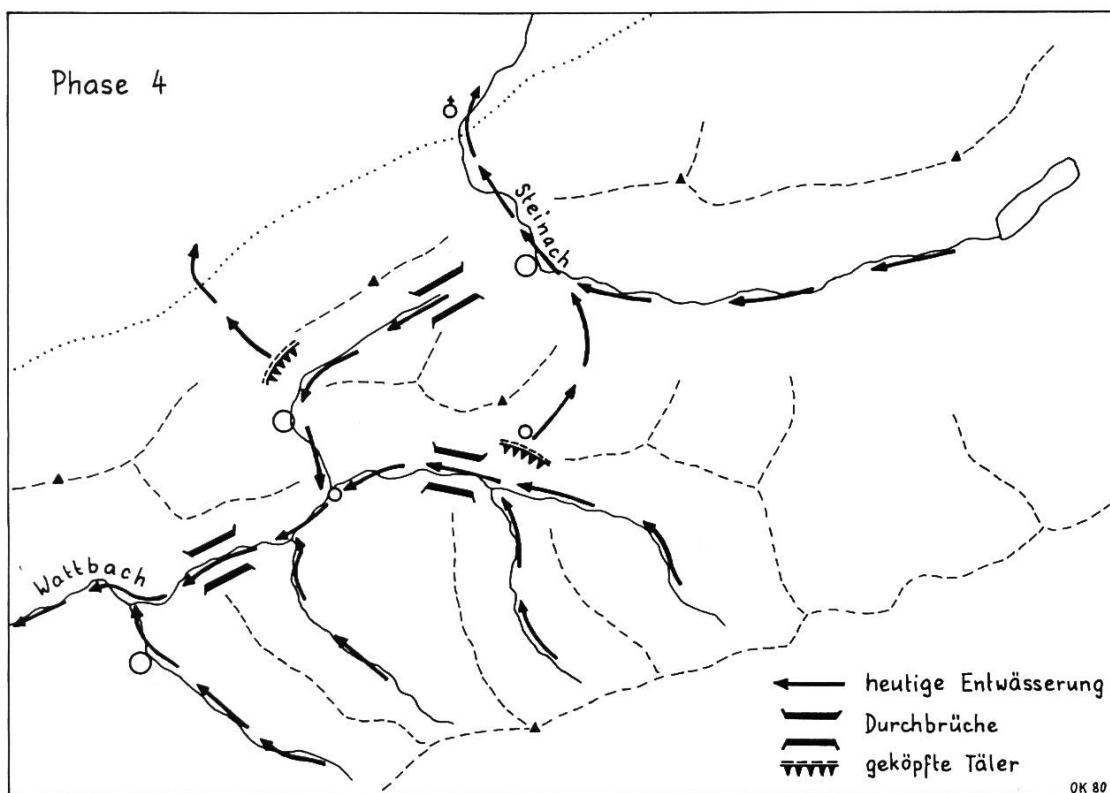 Phase 4
Steinach
Wattbach
heutige Entwässerung
Durchbrüche
geköpfte Täler
OK 80